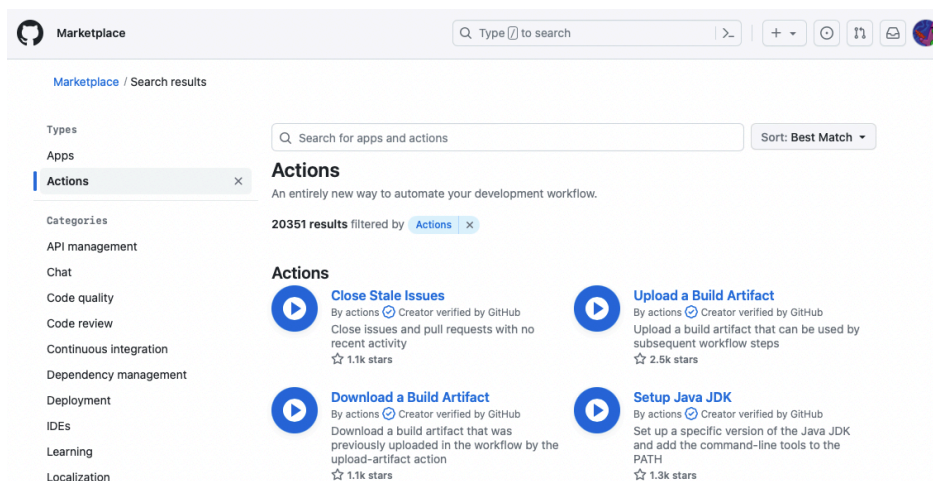 Marketplace
Type / to search
Marketplace / Search results
Types
Apps
Actions
Categories
API management
Chat
Code quality
Code review
Continuous integration
Dependency management
Deployment
IDEs
Learning
Localization
Search for apps and actions
Sort: Best Match
Actions
An entirely new way to automate your development workflow.
20351 results filtered by Actions
Actions
Close Stale Issues
By actions Creator verified by GitHub
Close issues and pull requests with no
recent activity
1.1k stars
Upload a Build Artifact
By actions Creator verified by GitHub
Upload a build artifact that can be used by
subsequent workflow steps
2.5k stars
Download a Build Artifact
By actions Creator verified by GitHub
Download a build artifact that was
previously uploaded in the workflow by the
upload-artifact action
1.1k stars
Setup Java JDK
By actions Creator verified by GitHub
Set up a specific version of the Java JDK
and add the command-line tools to the
PATH
1.3k stars